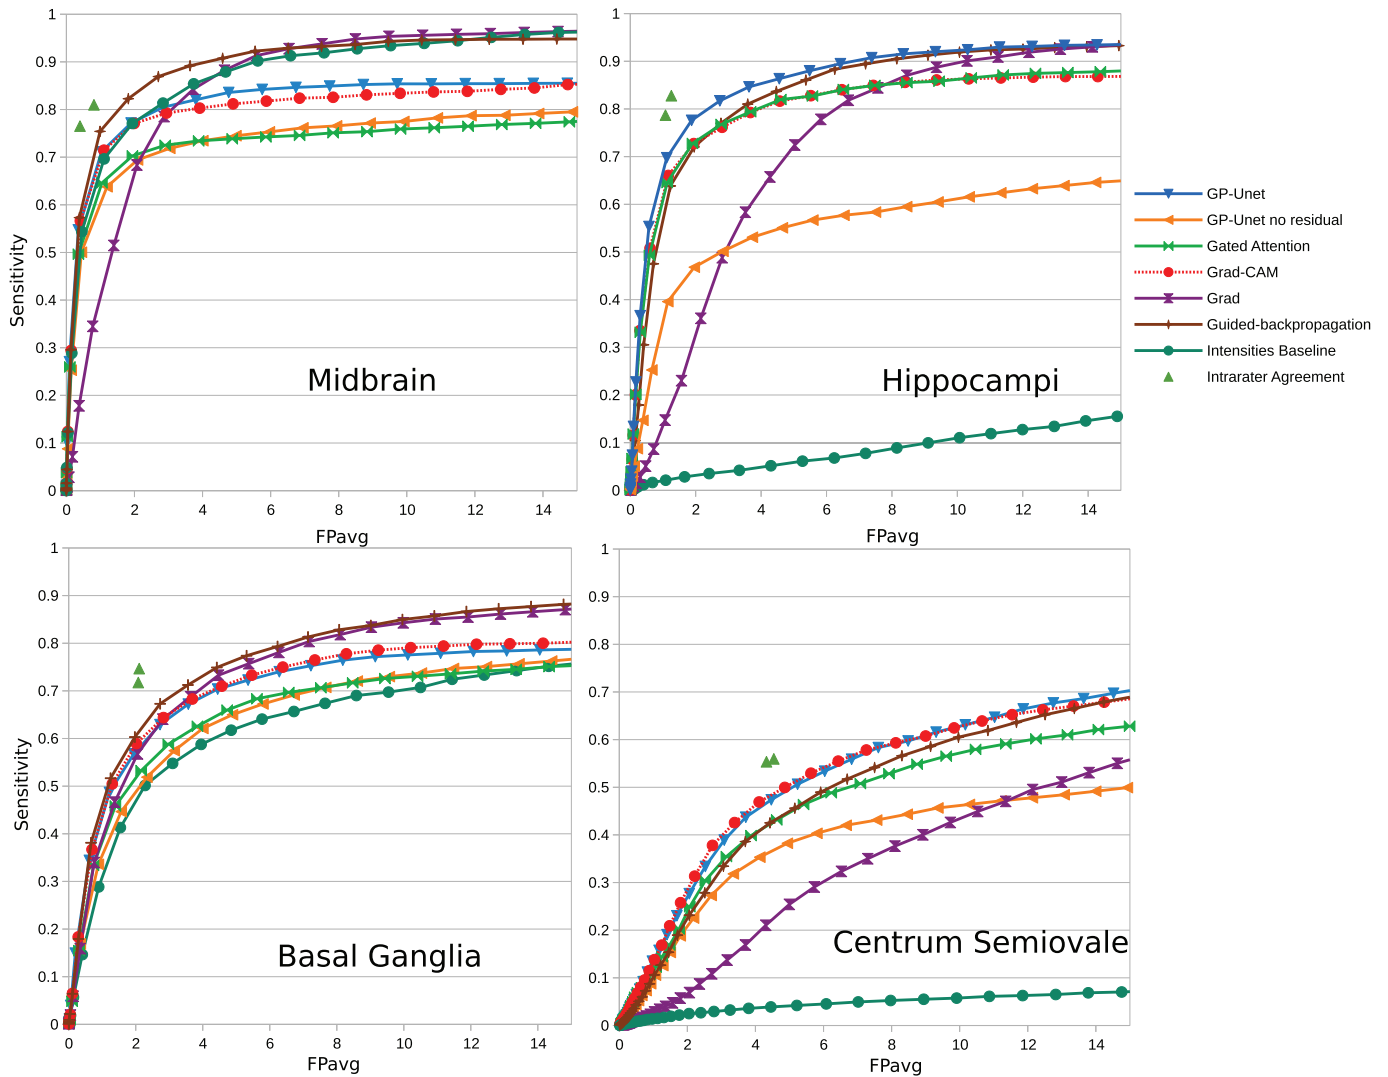 1
0.9
0.8
0.7
0.6
0.5
0.4
0.3
0.2
0.1
0
0 2 4 6 8 10 12 14
Sensitivity
FPavg
Midbrain
1
0.9
0.8
0.7
0.6
0.5
0.4
0.3
0.2
0.1
0
0 2 4 6 8 10 12 14
FPavg
Hippocampi
GP-Unet
GP-Unet no residual
Gated Attention
Grad-CAM
Grad
Guided-backpropagation
Intensities Baseline
Intrarater Agreement
1
0.9
0.8
0.7
0.6
0.5
0.4
0.3
0.2
0.1
0
0 2 4 6 8 10 12 14
Sensitivity
FPavg
Basal Ganglia
1
0.9
0.8
0.7
0.6
0.5
0.4
0.3
0.2
0.1
0
0 2 4 6 8 10 12 14
FPavg
Centrum Semiovale